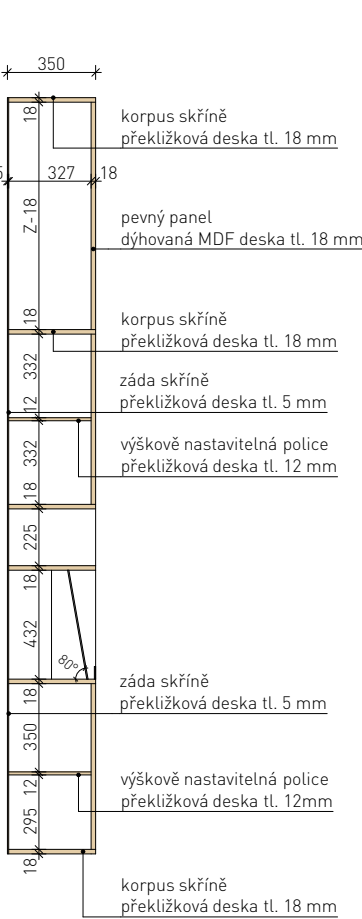 350
18
korpus skříně
překližková deska tl. 18 mm
5
327
18
Z-18
pevný panel
dýhovaná MDF deska tl. 18 mm
18
korpus skříně
překližková deska tl. 18 mm
332
záda skříně
překližková deska tl. 5 mm
12
332
výškově nastavitelná police
překližková deska tl. 12 mm
18
225
18
432
80°
18
záda skříně
překližková deska tl. 5 mm
350
12
výškově nastavitelná police
překližková deska tl. 12mm
295
18
korpus skříně
překližková deska tl. 18 mm